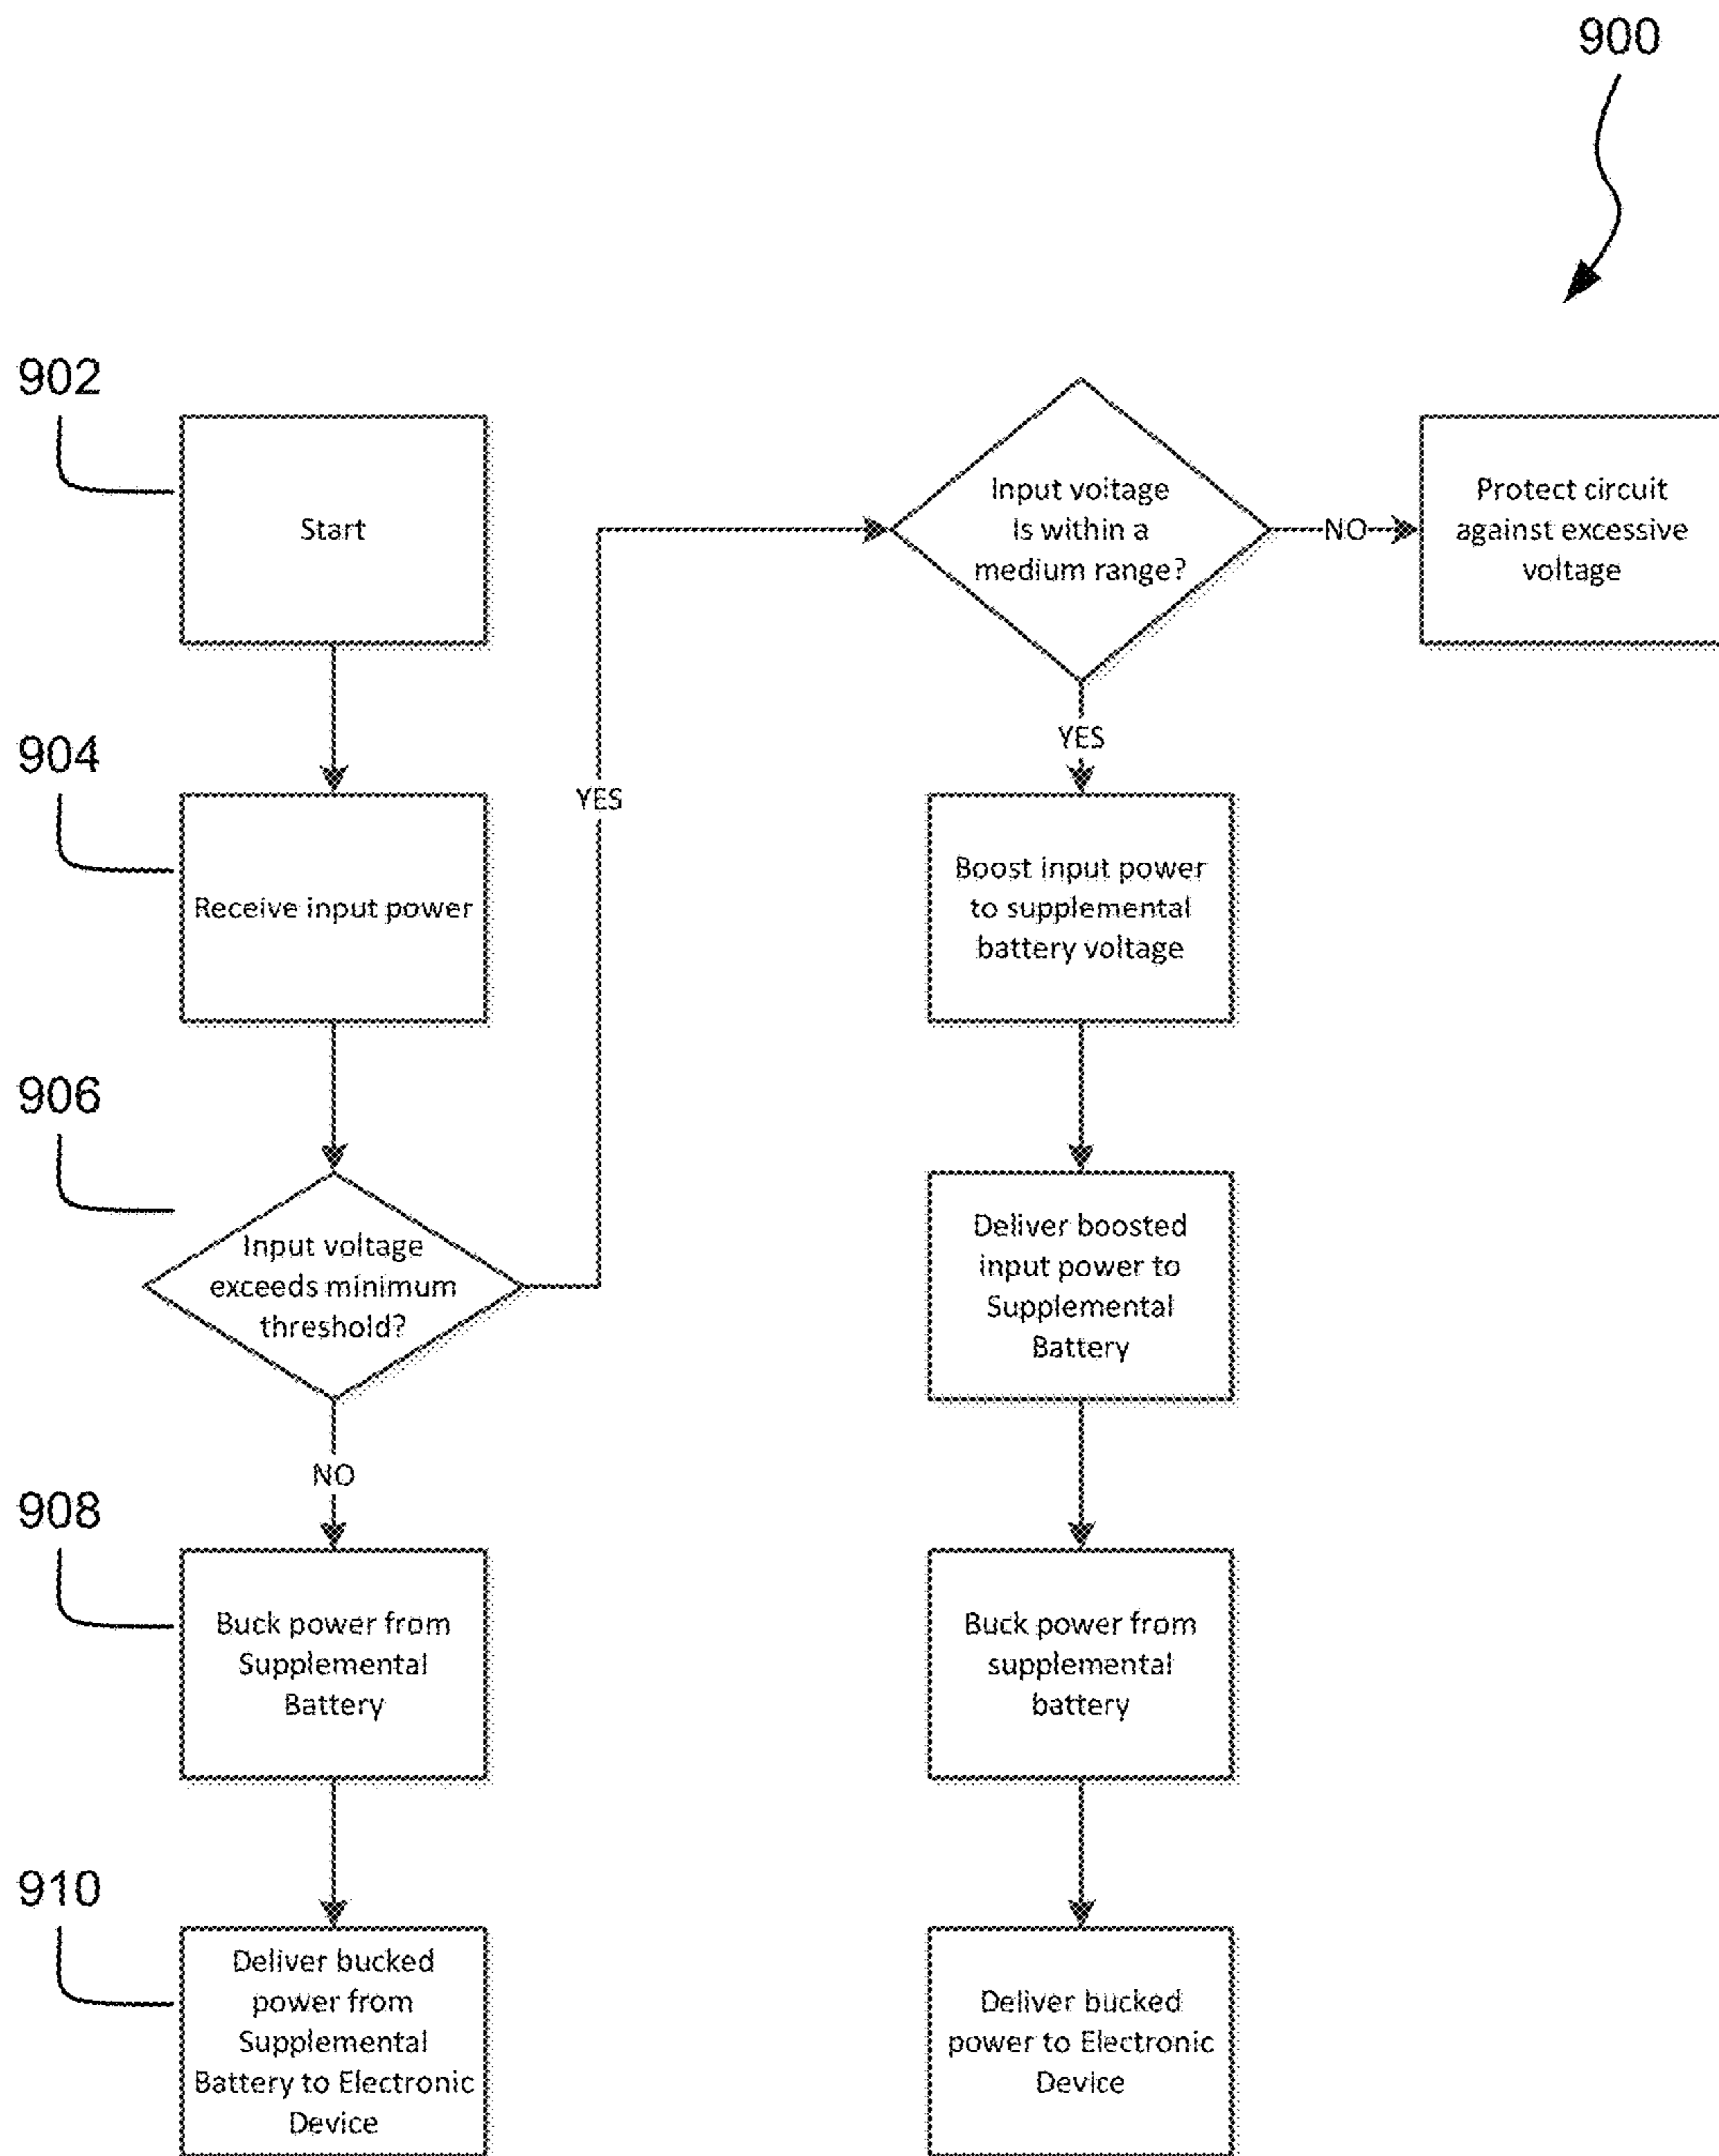 900
902
Start
904
Receive input power
906
Input voltage
exceeds minimum
threshold?
YES
NO
908
Buck power from
Supplemental
Battery
910
Deliver bucked
power from
Supplemental
Battery to Electronic
Device
Input voltage
Is within a
medium range?
NO
Protect circuit
against excessive
voltage
YES
Boost input power
to supplemental
battery voltage
Deliver boosted
input power to
Supplemental
Battery
Buck power from
supplemental
battery
Deliver bucked
power to Electronic
Device